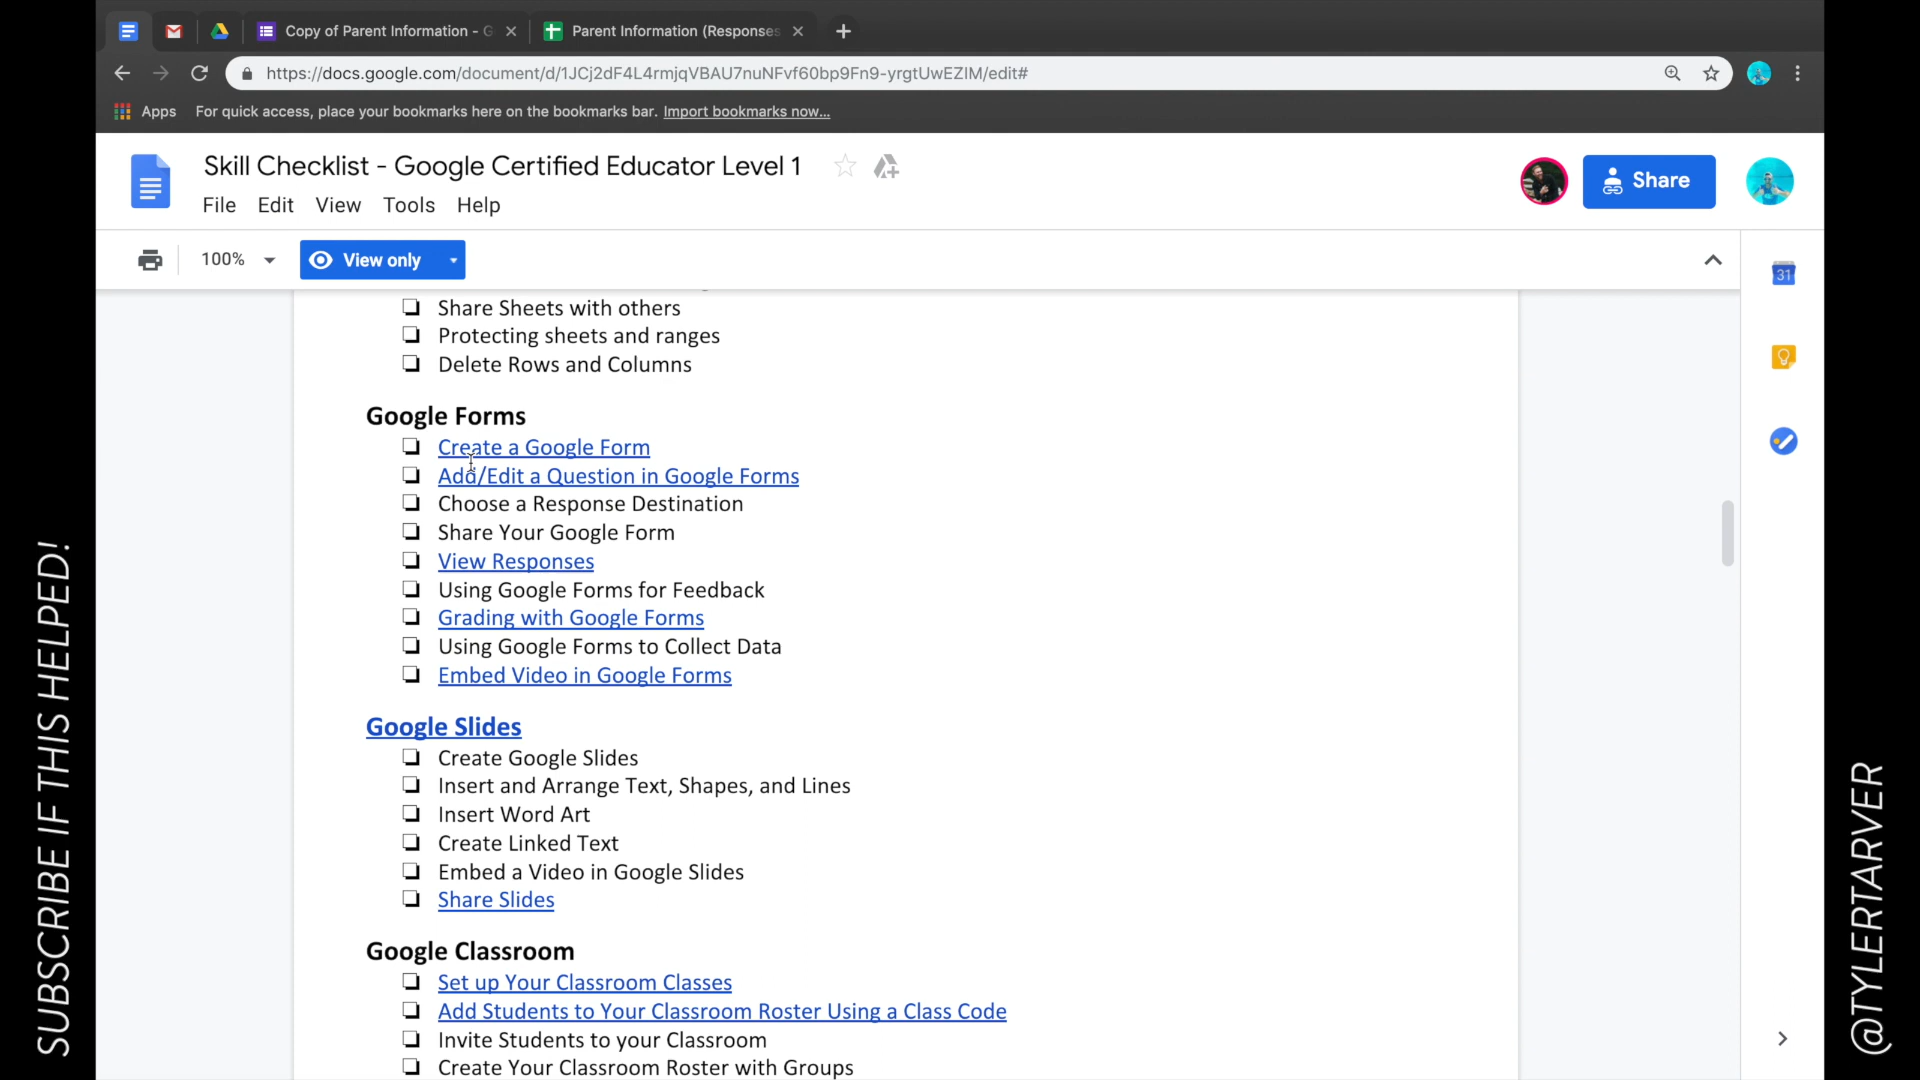 Copy of Parent Information - G
Parent Information (Responses
https://docs.google.com/document/d/1JCj2dF4L4rmjqVBAU7nuNFvf60bp9Fn9-yrgtUwEZIM/edit#
Apps For quick access, place your bookmarks here on the bookmarks bar. Import bookmarks now...
Skill Checklist - Google Certified Educator Level 1
File Edit View Tools Help
Share
100%
View only
31
Share Sheets with others
Protecting sheets and ranges
Delete Rows and Columns
Google Forms
Create a Google Form
Add/Edit a Question in Google Forms
Choose a Response Destination
Share Your Google Form
View Responses
Using Google Forms for Feedback
Grading with Google Forms
Using Google Forms to Collect Data
Embed Video in Google Forms
Google Slides
Create Google Slides
Insert and Arrange Text, Shapes, and Lines
Insert Word Art
Create Linked Text
Embed a Video in Google Slides
Share Slides
Google Classroom
Set up Your Classroom Classes
Add Students to Your Classroom Roster Using a Class Code
Invite Students to your Classroom
Create Your Classroom Roster with Groups
SUBSCRIBE IF THIS HELPED!
@TYLERTARVER